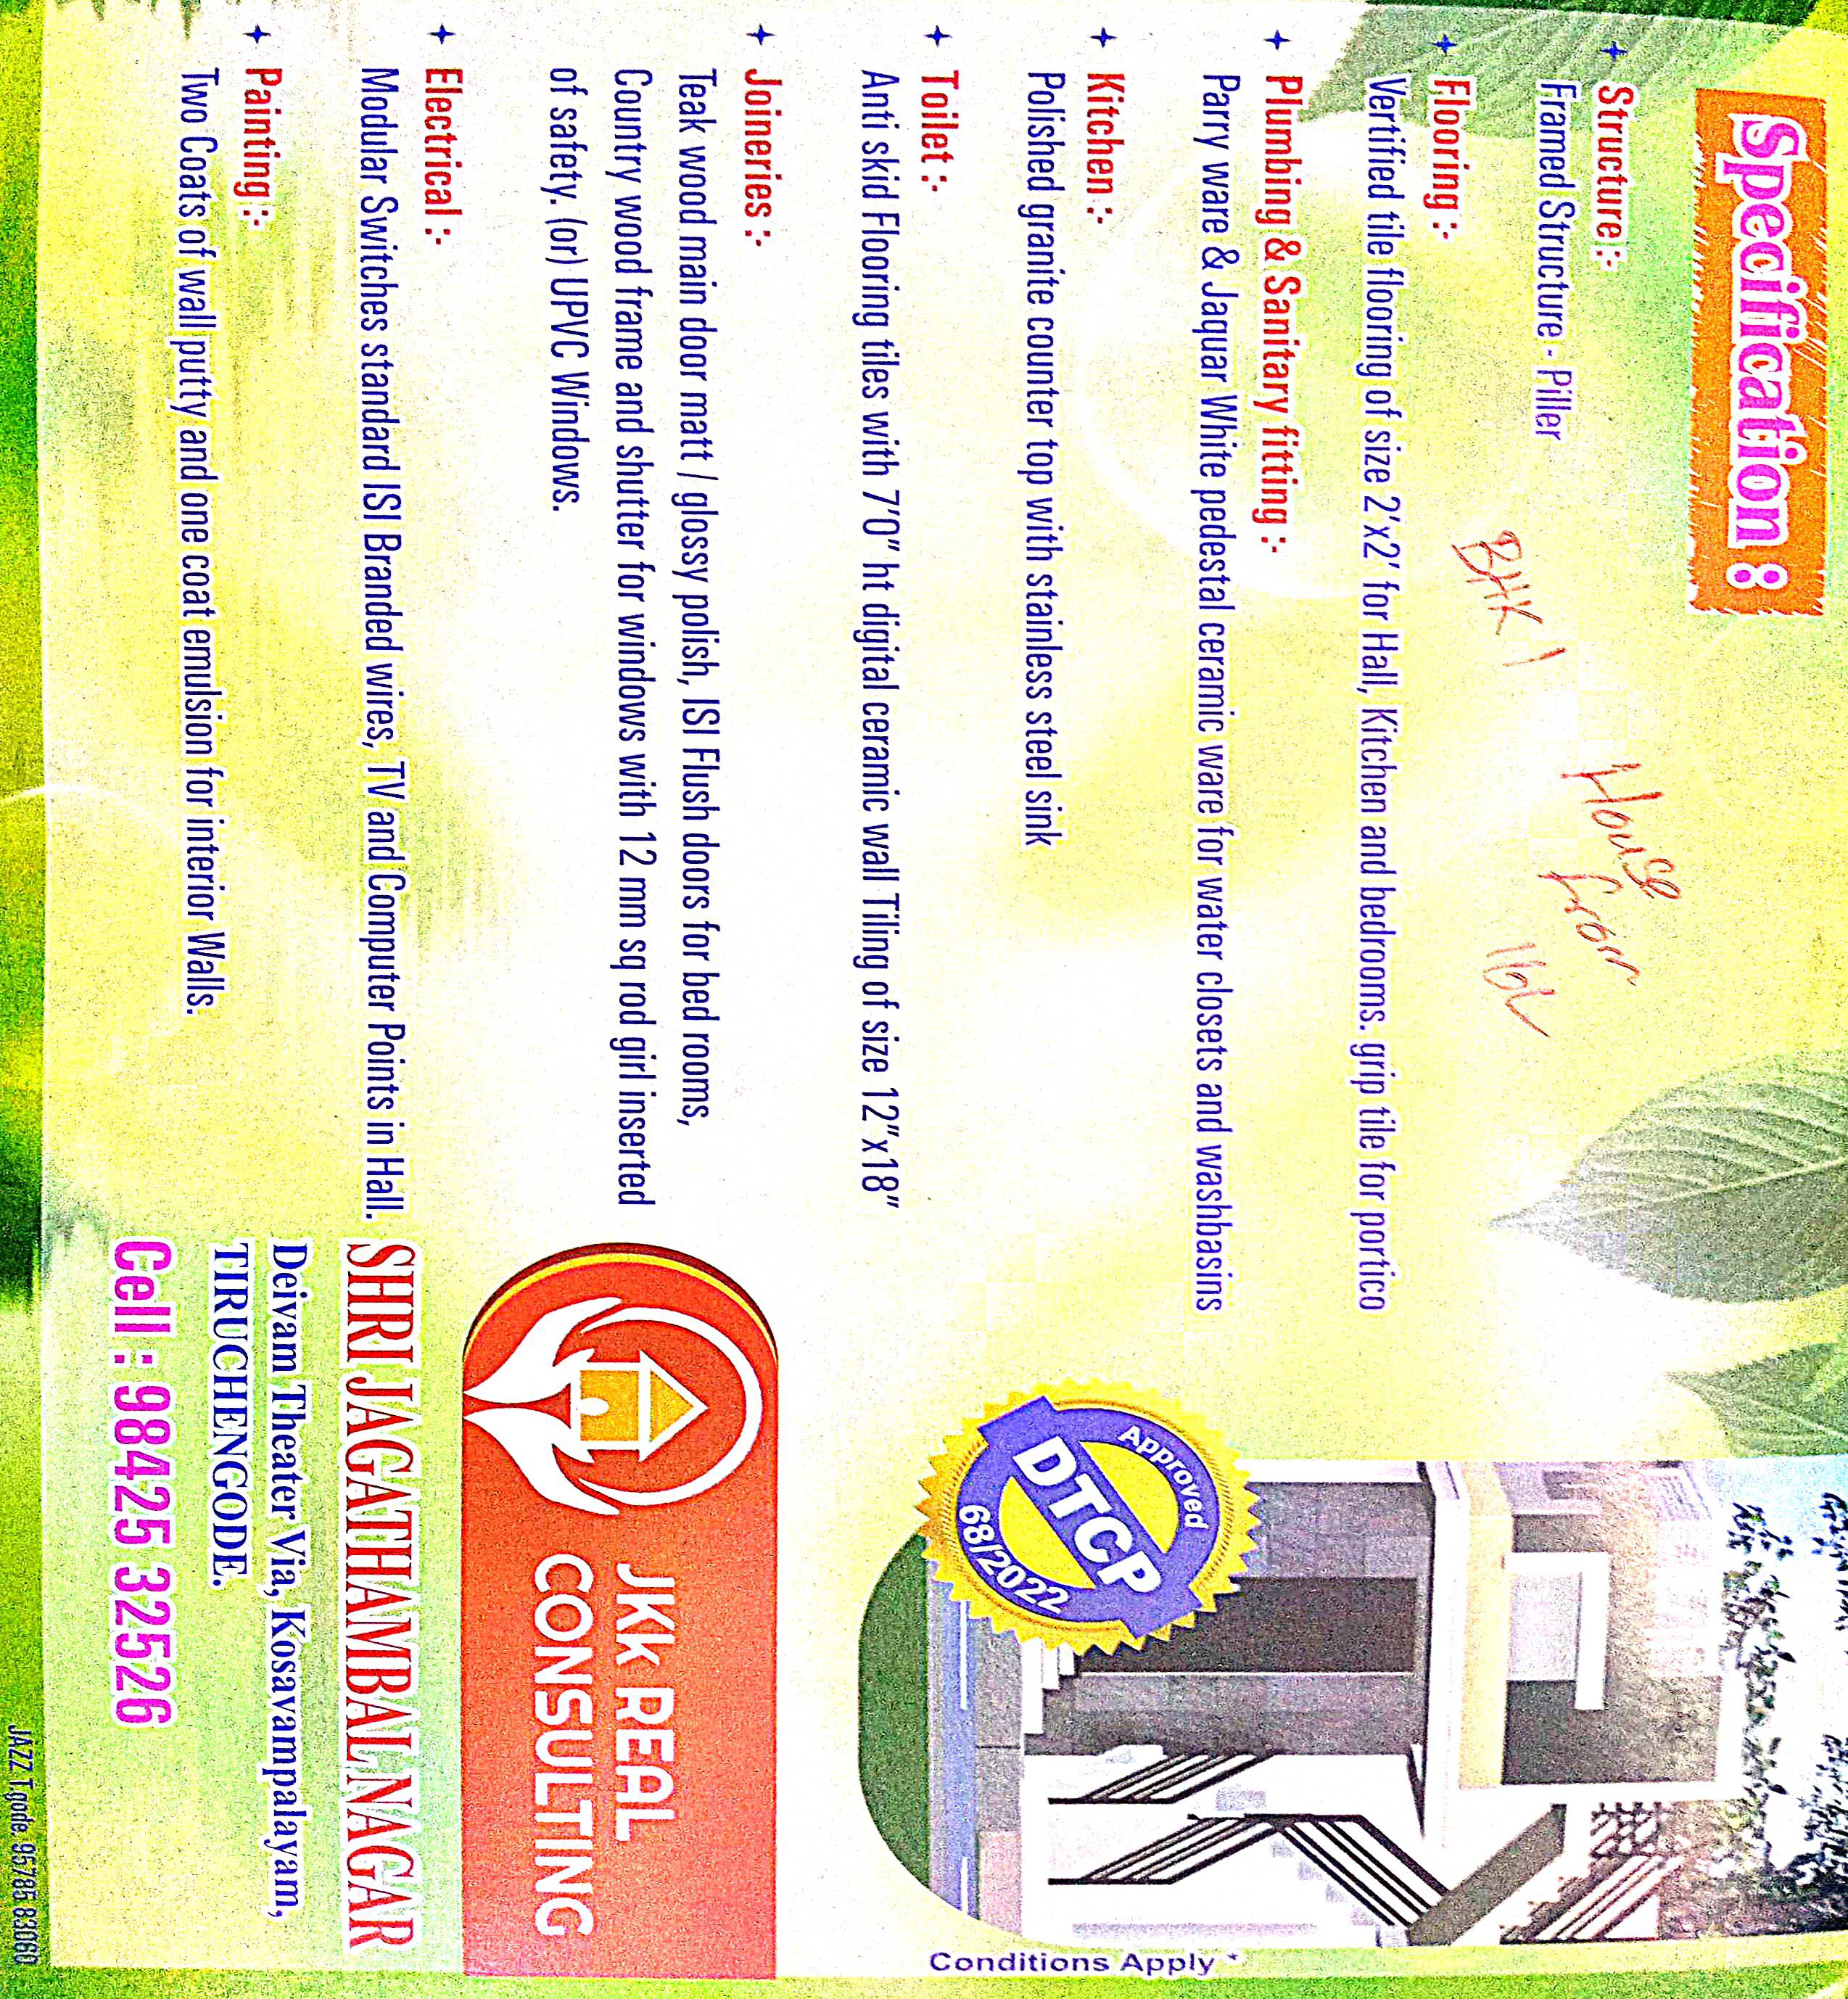 Specification :
Structure :-
Framed Structure - Piller
BHK 1
House
from
16L
Flooring :-
Vertified tile flooring of size 2'x2' for Hall, Kitchen and bedrooms. grip tile for portico
Plumbing & Sanitary fitting :-
Parry ware & Jaquar White pedestal ceramic ware for water closets and washbasins
Kitchen :-
Polished granite counter top with stainless steel sink
Toilet :-
Anti skid Flooring tiles with 7'0" ht digital ceramic wall Tiling of size 12"x18"
Joineries :-
Teak wood main door matt / glossy polish, ISI Flush doors for bed rooms,
Country wood frame and shutter for windows with 12 mm sq rod girl inserted
of safety. (or) UPVC Windows.
Electrical :-
Modular Switches standard ISI Branded wires, TV and Computer Points in Hall.
Painting :-
Two Coats of wall putty and one coat emulsion for interior Walls.
Approved
DTCP
68/2022
Conditions Apply *
JKk REAL
CONSULTING
SHRI JAGATHAMBAL NAGAR
Deivam Theater Via, Kosavampalayam,
TIRUCHENGODE.
Cell : 98425 32526
JAZZ T.gode. 95785 83060